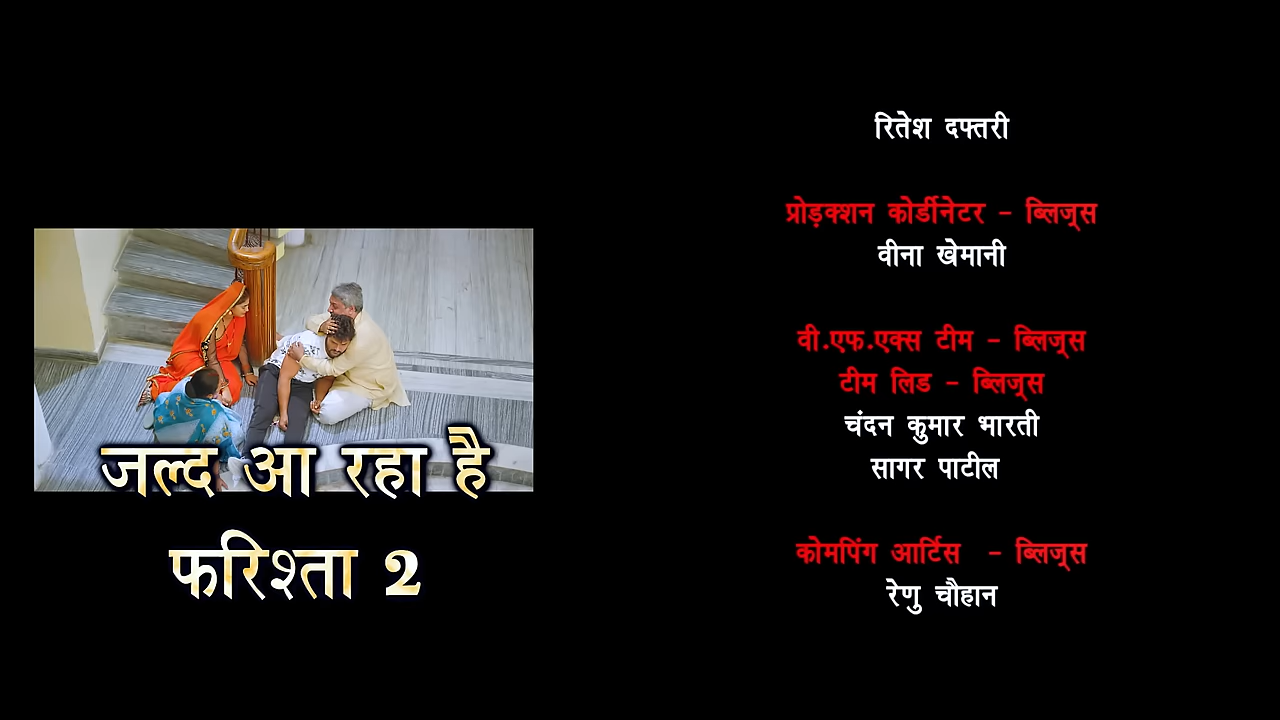 जल्द आ रहा है
फरिश्ता 2
रितेश दफ्तरी
प्रोड़क्शन कोर्डीनेटर - ब्लिज्स
वीना खेमानी
वी.एफ.एक्स टीम - ब्लिज्स
टीम लिड - ब्लिज्स
चंदन कुमार भारती
सागर पाटील
कोमपिंग आर्टिस - ब्लिज्स
रेणु चौहान